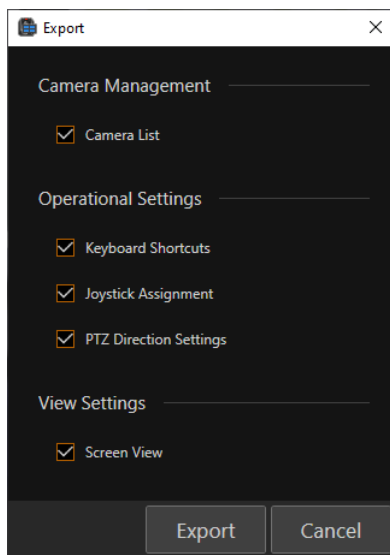 Export
Camera Management
Camera List
Operational Settings
Keyboard Shortcuts
Joystick Assignment
PTZ Direction Settings
View Settings
Screen View
Export Cancel